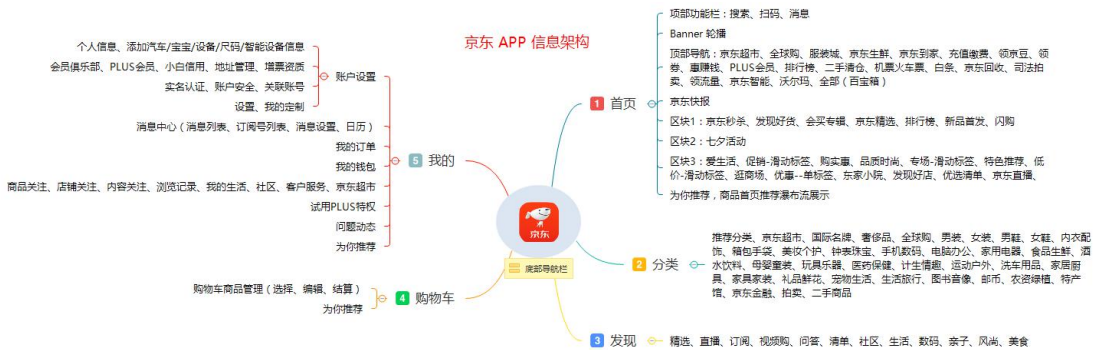 京东 APP 信息架构
京东
底部导航栏
1 首页
顶部功能栏：搜索、扫码、消息
Banner 轮播
顶部导航：京东超市、全球购、服装城、京东生鲜、京东到家、充值缴费、领京豆、领
券、惠赚钱、PLUS会员、排行榜、二手清仓、机票火车票、白条、京东回收、司法拍
卖、领流量、京东智能、沃尔玛、全部（百宝箱）
京东快报
区块1：京东秒杀、发现好货、会买专辑、京东精选、排行榜、新品首发、闪购
区块2：七夕活动
区块3：爱生活、促销-滑动标签、购实惠、品质时尚、专场-滑动标签、特色推荐、低
价-滑动标签、逛商场、优惠--单标签、东家小院、发现好店、优选清单、京东直播、
为你推荐，商品首页推荐瀑布流展示
2 分类
推荐分类、京东超市、国际名牌、奢侈品、全球购、男装、女装、男鞋、女鞋、内衣配
饰、箱包手袋、美妆个护、钟表珠宝、手机数码、电脑办公、家用电器、食品生鲜、酒
水饮料、母婴童装、玩具乐器、医药保健、计生情趣、运动户外、洗车用品、家居厨
具、家具家装、礼品鲜花、宠物生活、生活旅行、图书音像、邮币、农资绿植、特产
馆、京东金融、拍卖、二手商品
3 发现
精选、直播、订阅、视频购、问答、清单、社区、生活、数码、亲子、风尚、美食
4 购物车
购物车商品管理（选择、编辑、结算）
为你推荐
5 我的
账户设置
个人信息、添加汽车/宝宝/设备/尺码/智能设备信息
会员俱乐部、PLUS会员、小白信用、地址管理、增票资质
实名认证、账户安全、关联账号
设置、我的定制
消息中心（消息列表、订阅号列表、消息设置、日历）
我的订单
我的钱包
商品关注、店铺关注、内容关注、浏览记录、我的生活、社区、客户服务、京东超市
试用PLUS特权
问题动态
为你推荐